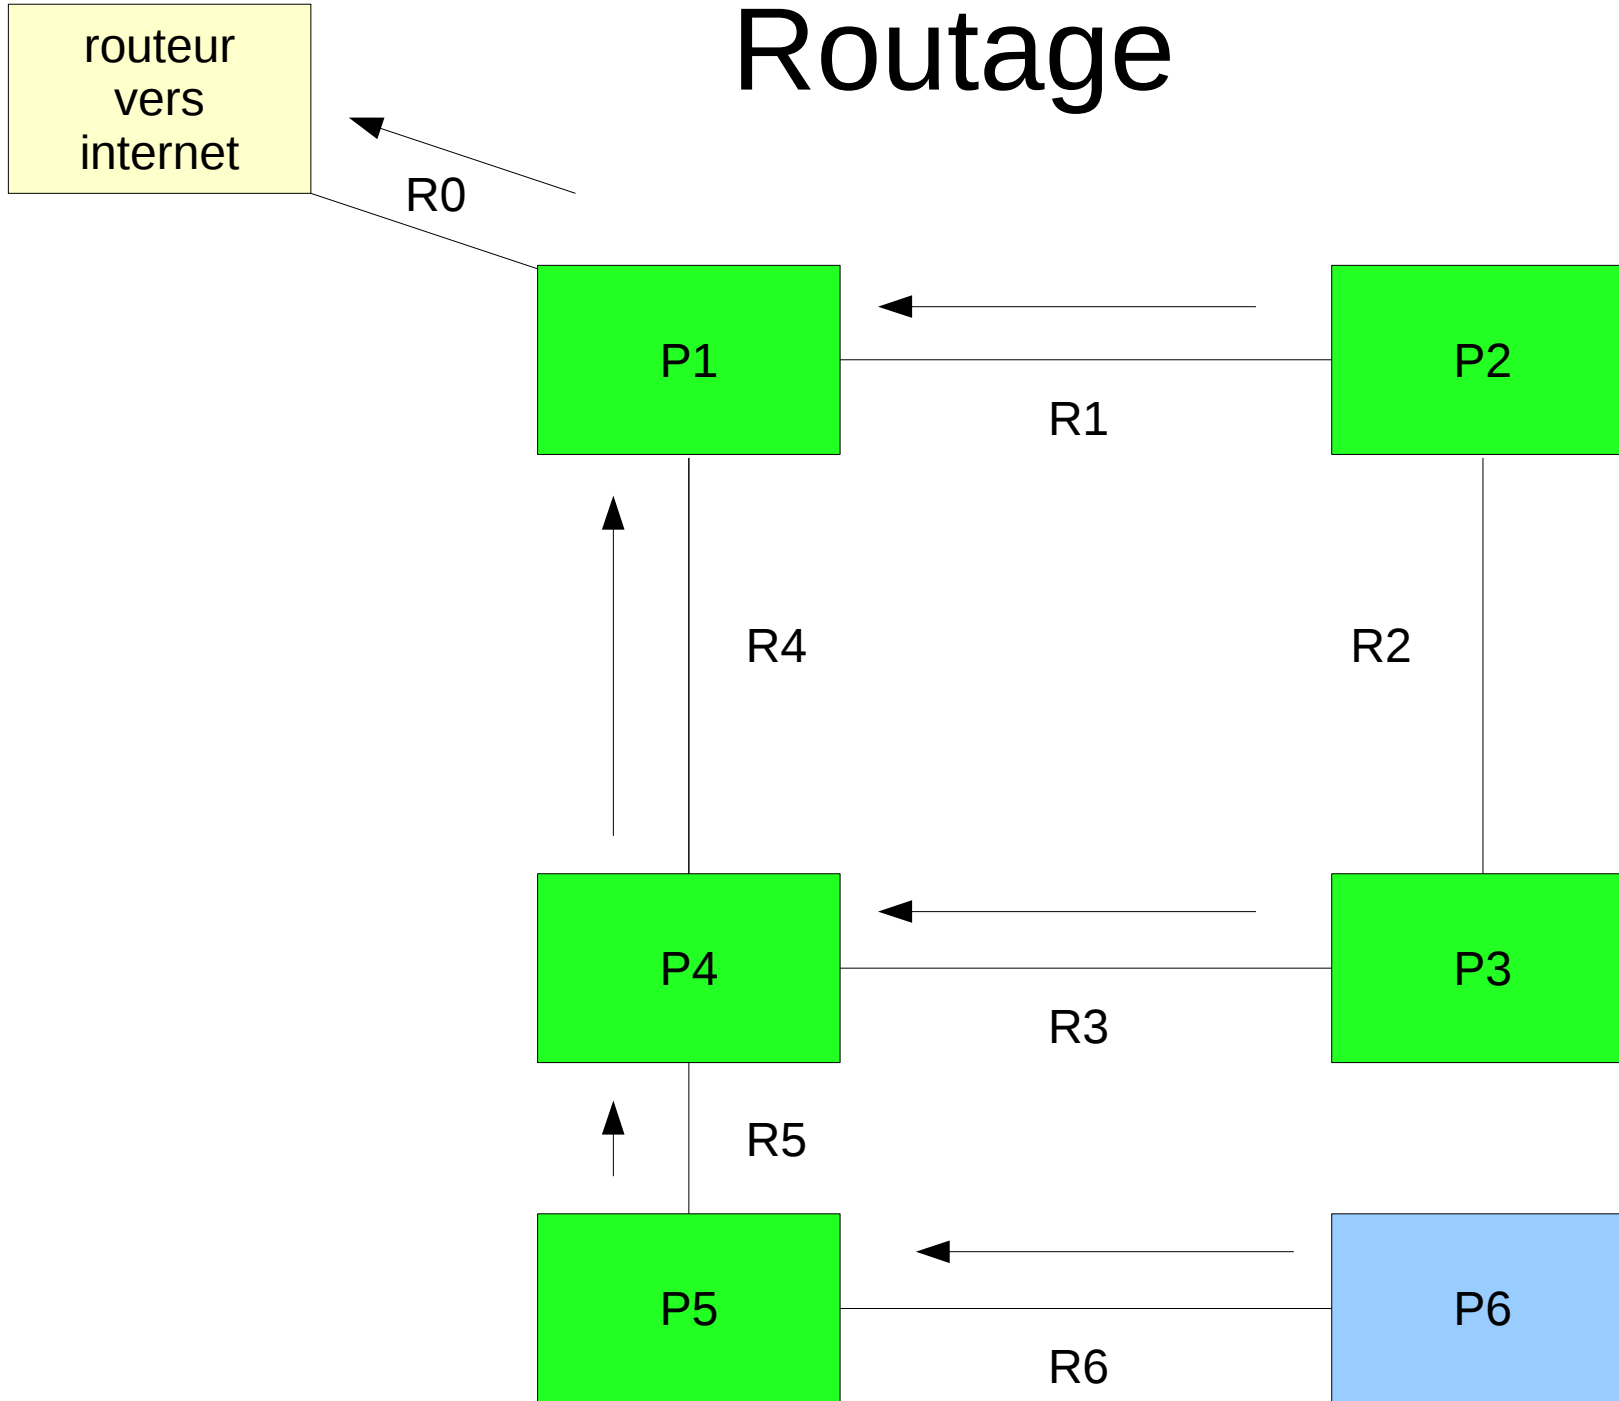 Routage
routeur
vers
internet
R0
P1
P2
R1
R4
R2
P4
P3
R3
R5
P5
P6
R6